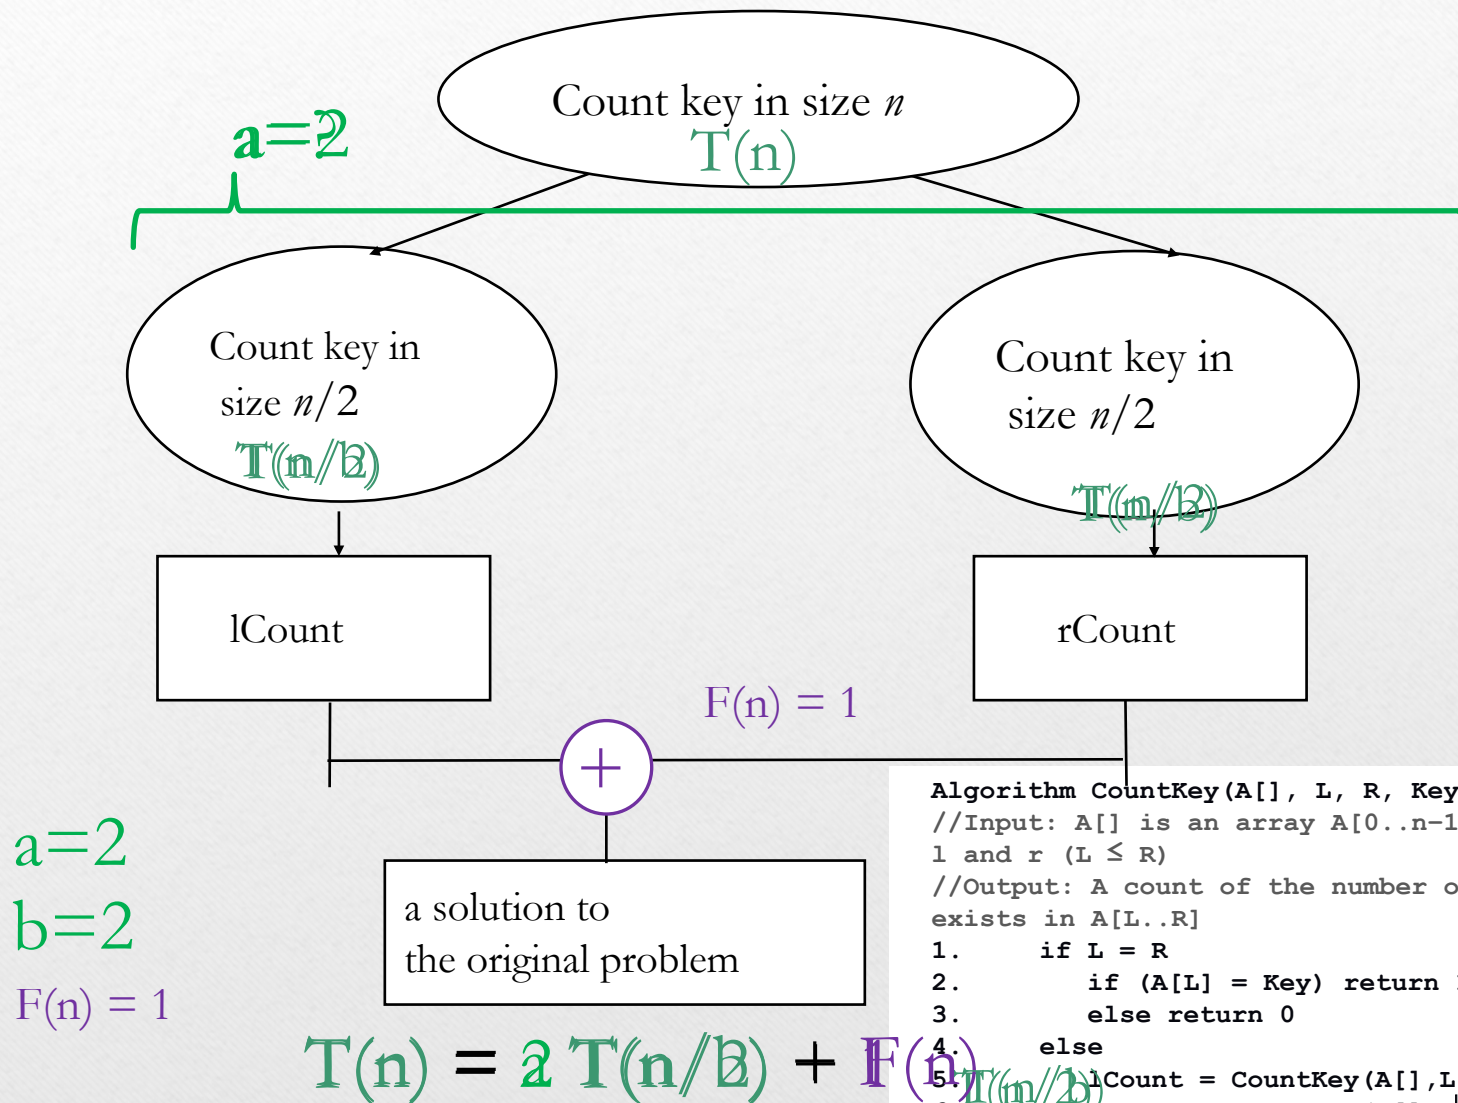 Count key in size n
T(n)
a=2
Count key in
size n/2
T(n/2)
Count key in
size n/2
T(n/2)
lCount
rCount
F(n) = 1
+
a=2
b=2
F(n) = 1
a solution to
the original problem
T(n) = 2 T(n/2) + F(n)
Algorithm CountKey(A[], L, R, Key
//Input: A[] is an array A[0..n-1
l and r (L ≤ R)
//Output: A count of the number o
exists in A[L..R]
1. if L = R
2. if (A[L] = Key) return
3. else return 0
4. else
5. lCount = CountKey(A[],L